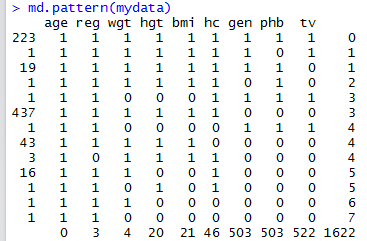 > md.pattern(mydata)
age reg wgt hgt bmi hc gen phb tv
223 1 1 1 1 1 1 1 1 1 0
1 1 1 1 1 1 1 1 0 1 1
19 1 1 1 1 1 1 1 1 0 1
1 1 1 1 1 1 1 0 1 0 2
1 1 1 0 0 0 1 1 1 1 3
437 1 1 1 1 1 1 0 0 0 3
1 1 1 0 0 0 0 1 1 1 4
43 1 1 1 1 1 0 0 0 0 4
3 1 0 1 1 1 1 0 0 0 4
16 1 1 1 0 0 1 0 0 0 5
1 1 1 0 1 0 1 0 0 0 5
1 1 1 1 0 0 0 0 0 0 6
1 1 1 0 0 0 0 0 0 0 7
0 3 4 20 21 46 503 503 522 1622